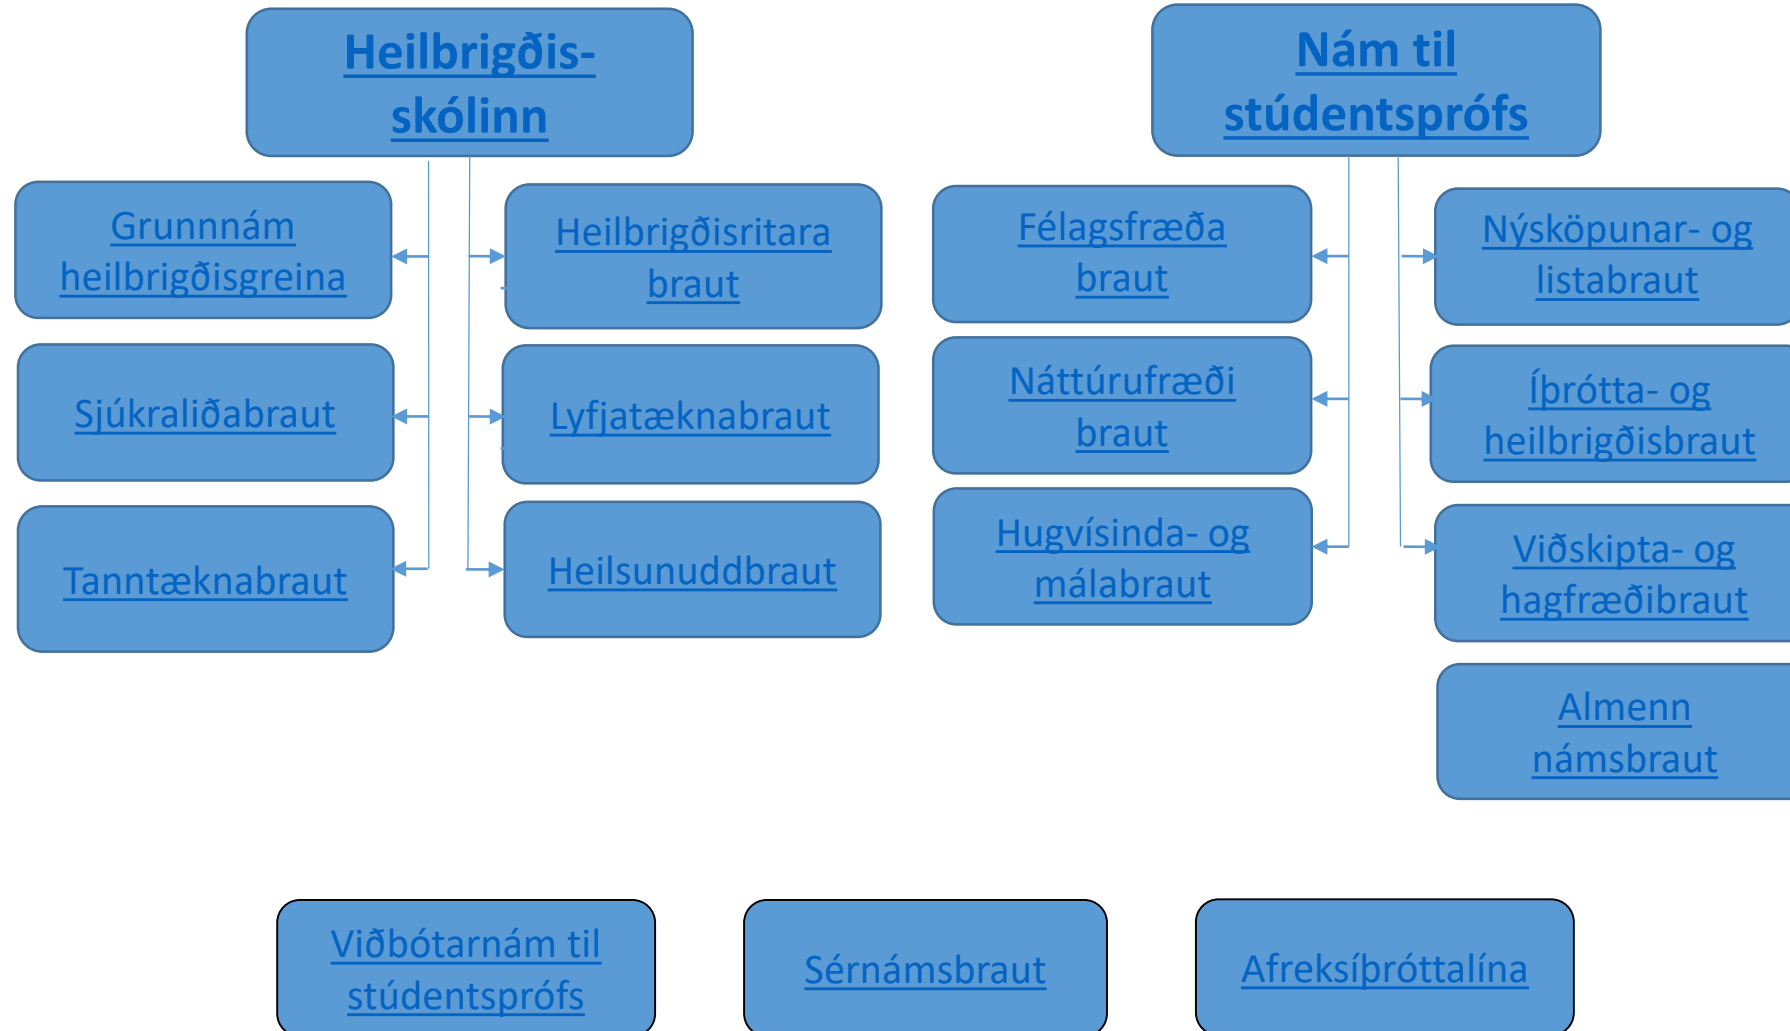 Heilbrigðis-
skólinn
Nám til
stúdentsprófs
Grunnnám
heilbrigðisgreina
Heilbrigðisritara
braut
Sjúkraliðabraut
Lyfjatæknabraut
Tanntæknabraut
Heilsunuddbraut
Félagsfræða
braut
Nýsköpunar- og
listabraut
Náttúrufræði
braut
Íþrótta- og
heilbrigðisbraut
Hugvísinda- og
málabraut
Viðskipta- og
hagfræðibraut
Almenn
námsbraut
Viðbótarnám til
stúdentsprófs
Sérnámsbraut
Afreksíþróttalína